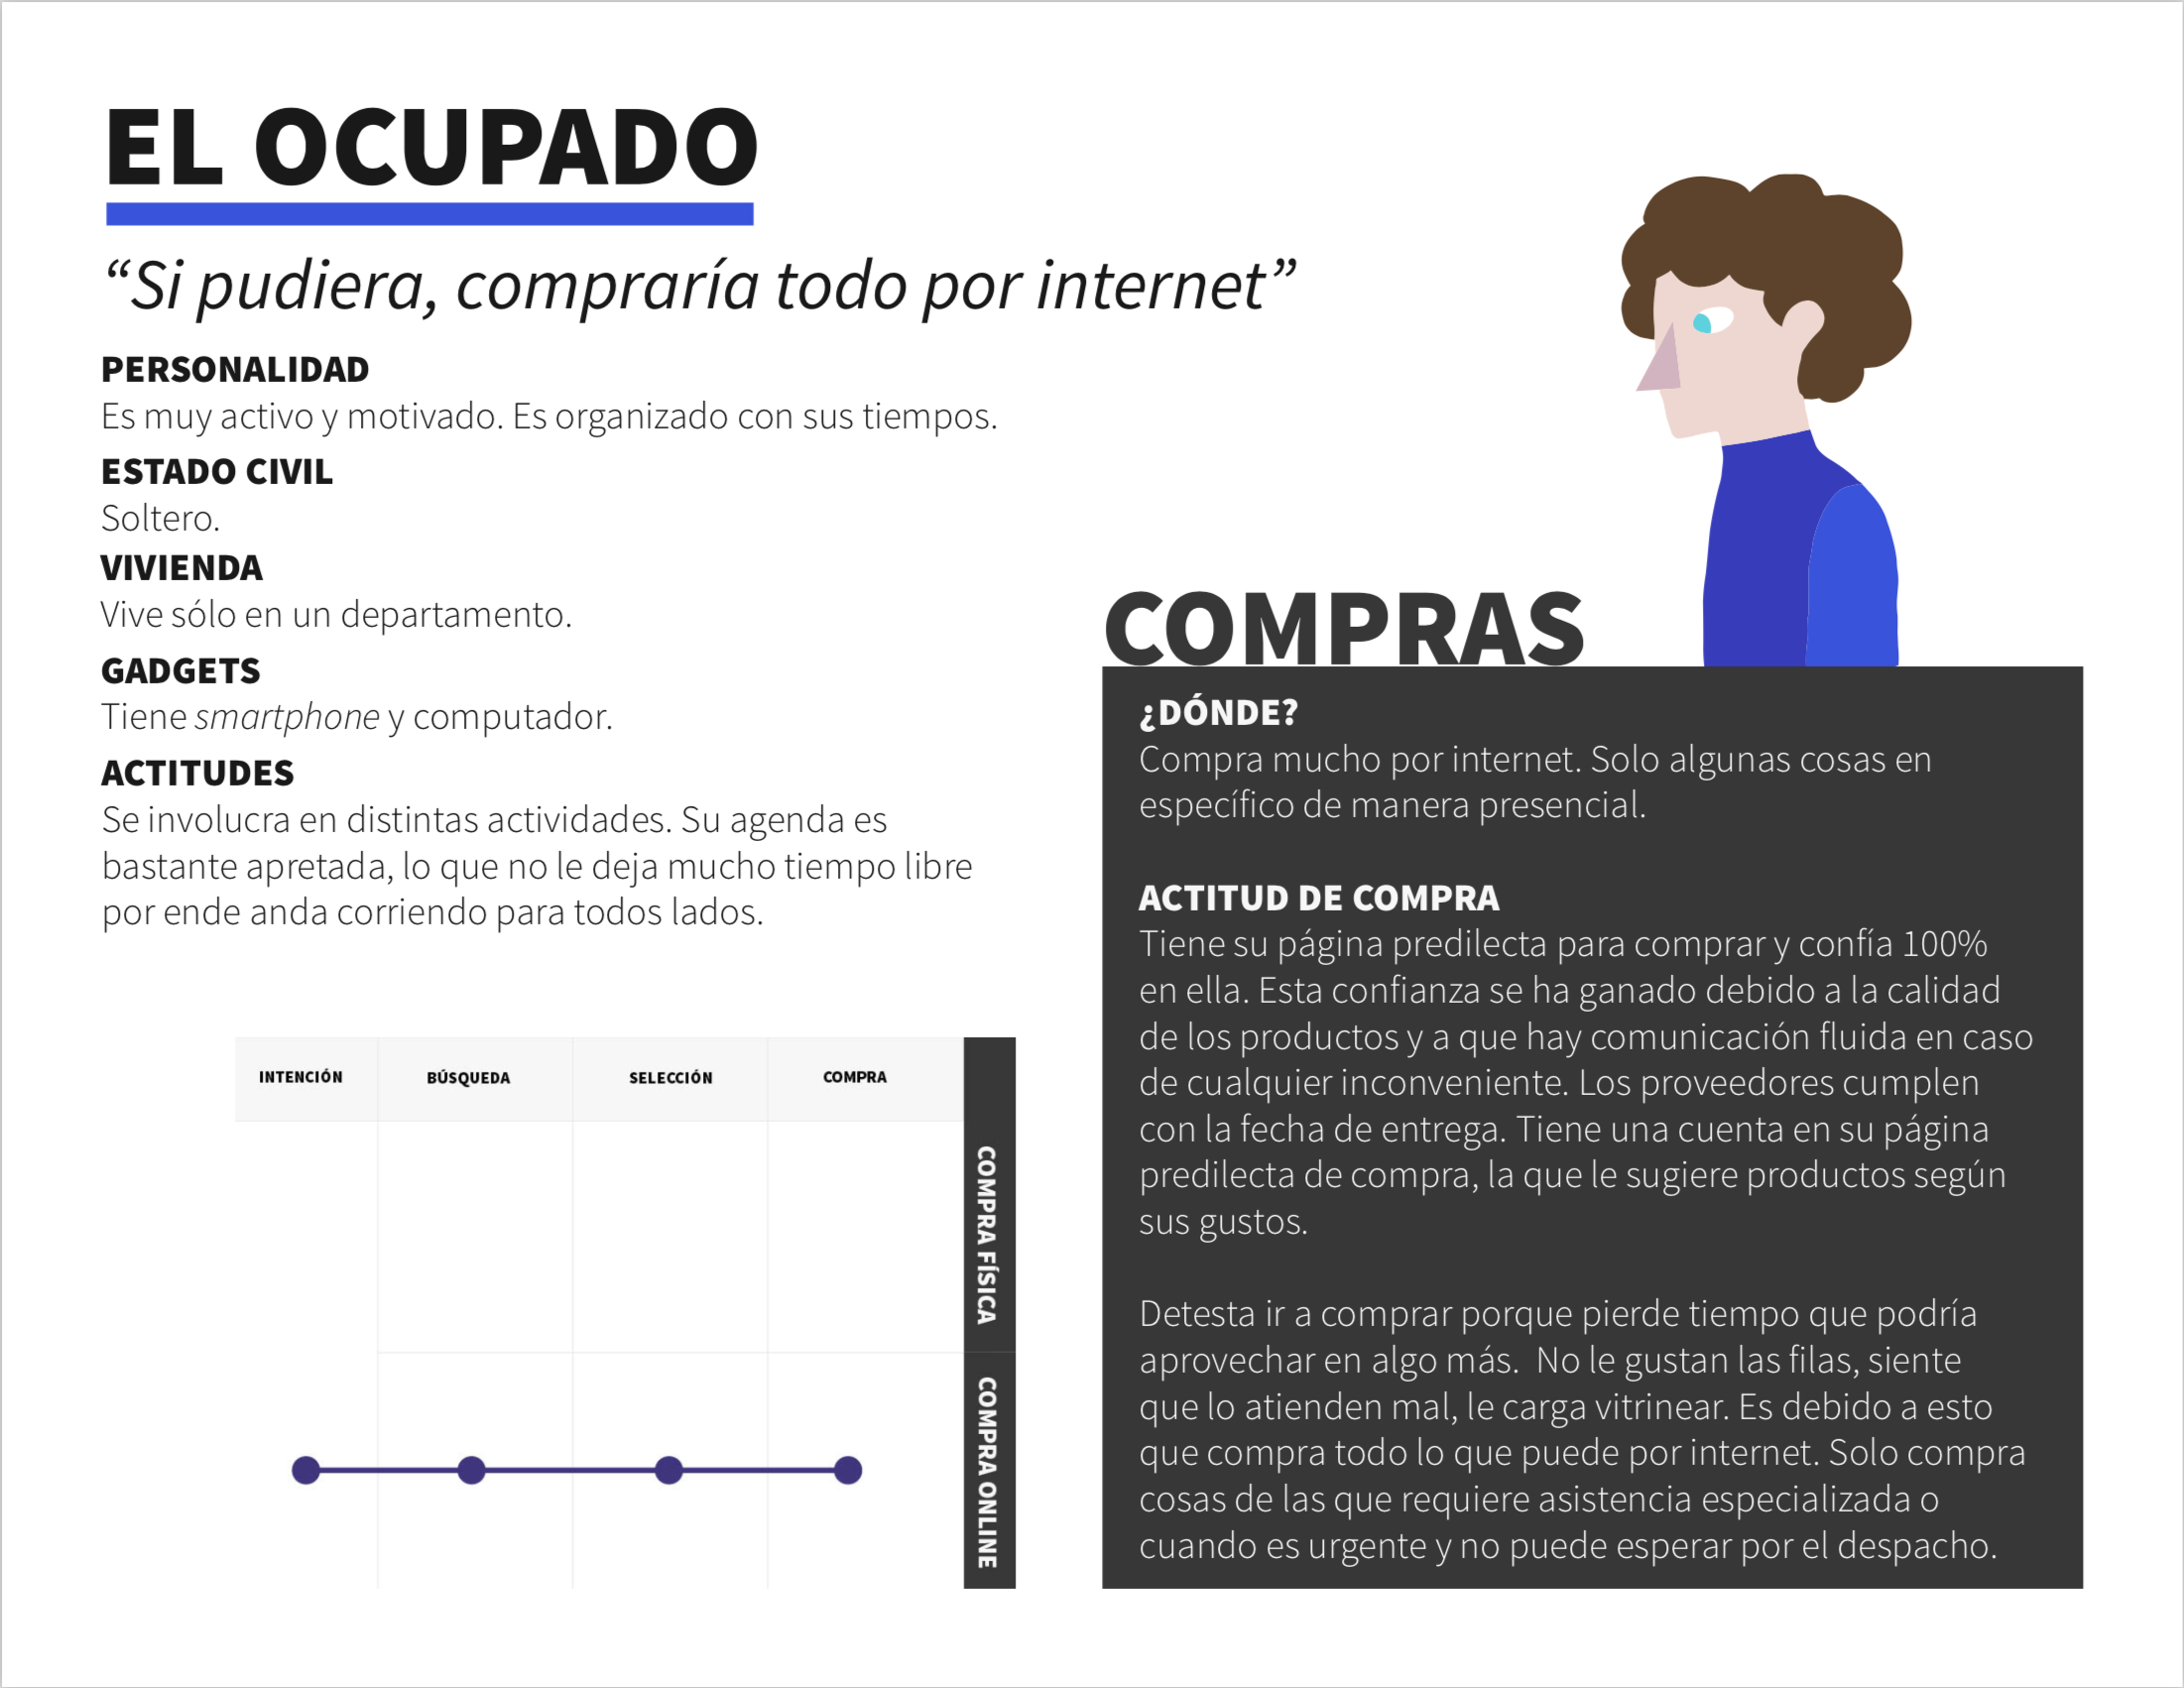 EL OCUPADO
“Si pudiera, compraría todo por internet”
PERSONALIDAD
Es muy activo y motivado. Es organizado con sus tiempos.
ESTADO CIVIL
Soltero.
VIVIENDA
Vive sólo en un departamento.
GADGETS
Tiene smartphone y computador.
ACTITUDES
Se involucra en distintas actividades. Su agenda es
bastante apretada, lo que no le deja mucho tiempo libre
por ende anda corriendo para todos lados.
INTENCIÓN
BÚSQUEDA
SELECCIÓN
COMPRA
COMPRA FÍSICA
COMPRA ONLINE
COMPRAS
¿DÓNDE?
Compra mucho por internet. Solo algunas cosas en
específico de manera presencial.
ACTITUD DE COMPRA
Tiene su página predilecta para comprar y confía 100%
en ella. Esta confianza se ha ganado debido a la calidad
de los productos y a que hay comunicación fluida en caso
de cualquier inconveniente. Los proveedores cumplen
con la fecha de entrega. Tiene una cuenta en su página
predilecta de compra, la que le sugiere productos según
sus gustos.
Detesta ir a comprar porque pierde tiempo que podría
aprovechar en algo más.  No le gustan las filas, siente
que lo atienden mal, le carga vitrinear. Es debido a esto
que compra todo lo que puede por internet. Solo compra
cosas de las que requiere asistencia especializada o
cuando es urgente y no puede esperar por el despacho.